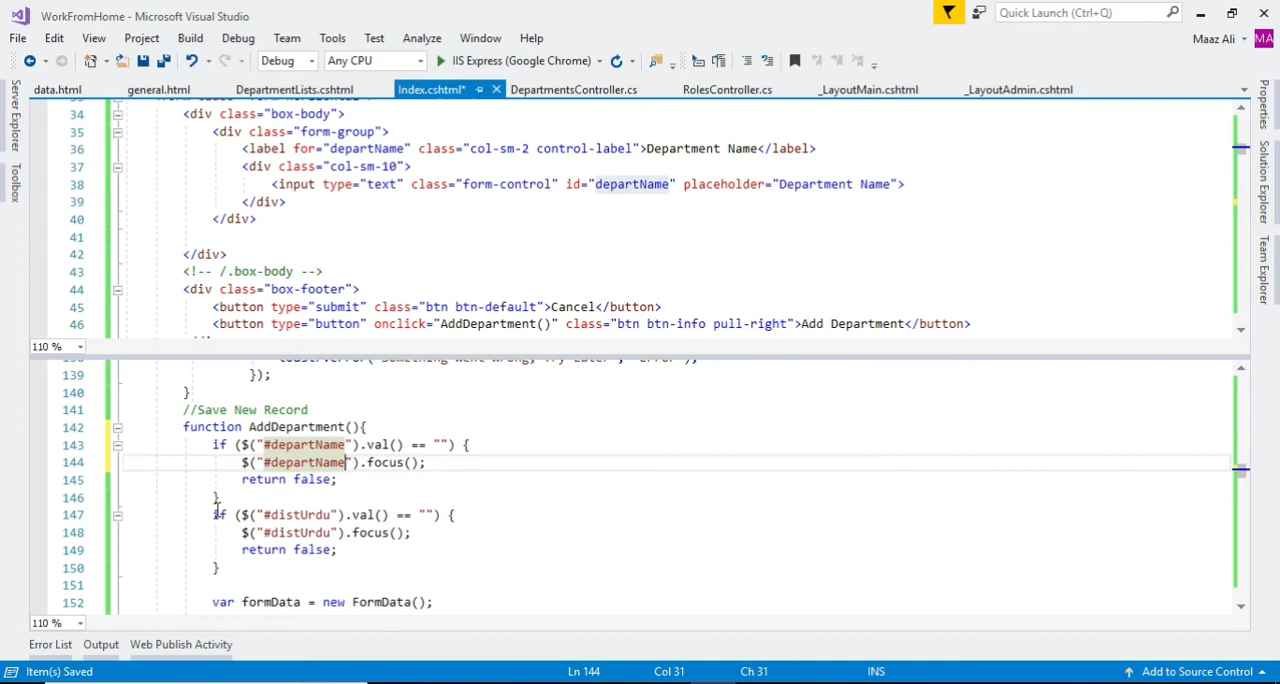 WorkFromHome - Microsoft Visual Studio
Quick Launch (Ctrl+Q)
File Edit View Project Build Debug Team Tools Test Analyze Window Help
Maaz Ali MA
Debug Any CPU IIS Express (Google Chrome)
data.html general.html DepartmentLists.cshtml Index.cshtml* DepartmentsController.cs RolesController.cs _LayoutMain.cshtml _LayoutAdmin.cshtml
Server Explorer
Toolbox
Properties
Solution Explorer
Team Explorer
34 <div class="box-body">
35 <div class="form-group">
36 <label for="departName" class="col-sm-2 control-label">Department Name</label>
37 <div class="col-sm-10">
38 <input type="text" class="form-control" id="departName" placeholder="Department Name">
39 </div>
40 </div>
41
42 </div>
43 <!-- /.box-body -->
44 <div class="box-footer">
45 <button type="submit" class="btn btn-default">Cancel</button>
46 <button type="button" onclick="AddDepartment()" class="btn btn-info pull-right">Add Department</button>
110 %
139 });
140 }
141 //Save New Record
142 function AddDepartment(){
143 if ($("#departName").val() == "") {
144 $("#departName").focus();
145 return false;
146 }
147 if ($("#distUrdu").val() == "") {
148 $("#distUrdu").focus();
149 return false;
150 }
151
152 var formData = new FormData();
110 %
Error List Output Web Publish Activity
Item(s) Saved Ln 144 Col 31 Ch 31 INS Add to Source Control